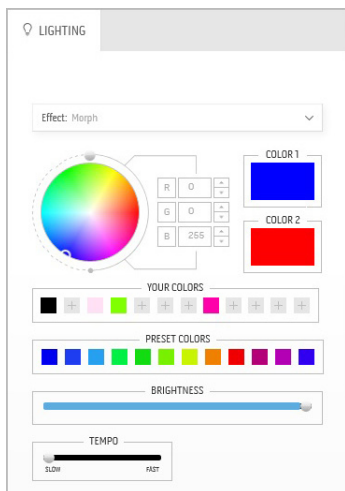 LIGHTING
Effect: Morph
COLOR 1
R 0
G 0
B 255
COLOR 2
YOUR COLORS
PRESET COLORS
BRIGHTNESS
TEMPO
SLOW FAST